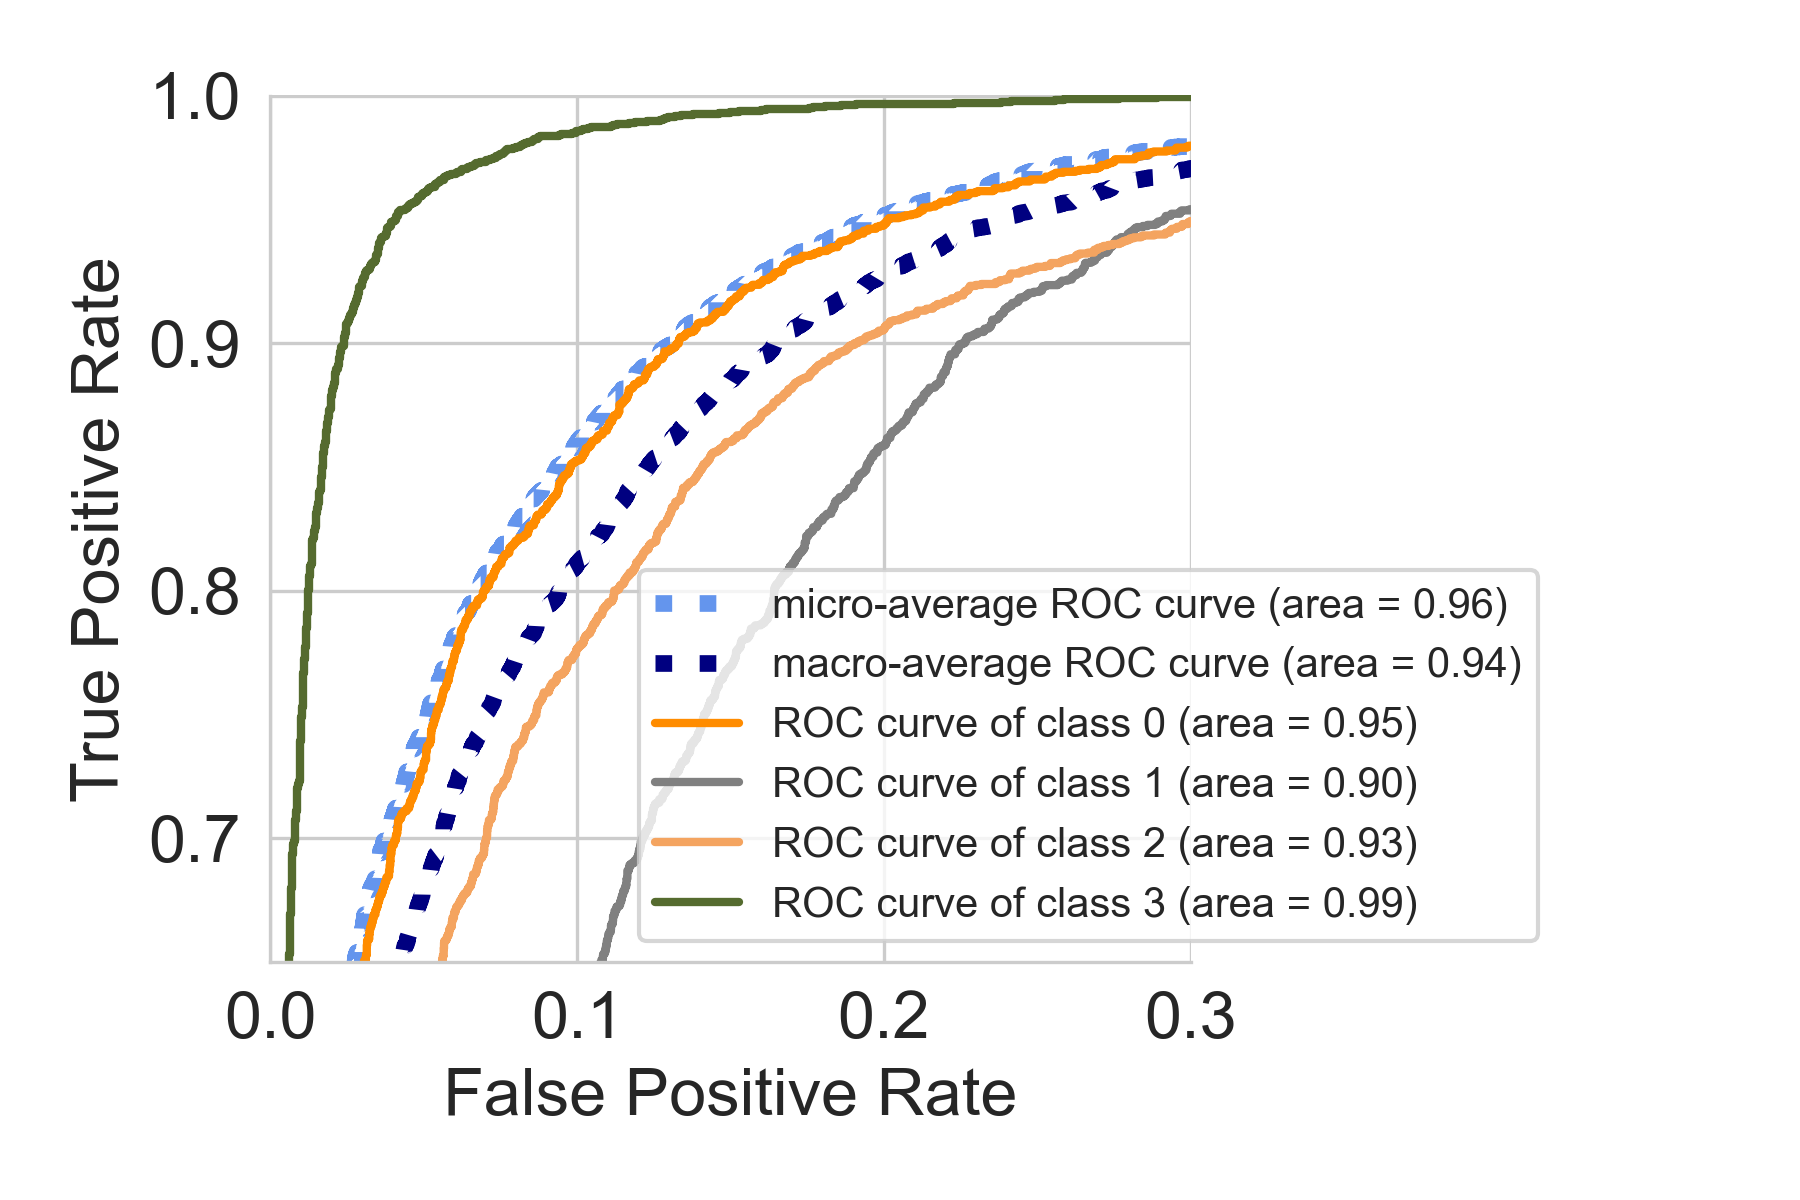 True Positive Rate
1.0
0.9
0.8
0.7
0.0
0.1
0.2
0.3
False Positive Rate
micro-average ROC curve (area = 0.96)
macro-average ROC curve (area = 0.94)
ROC curve of class 0 (area = 0.95)
ROC curve of class 1 (area = 0.90)
ROC curve of class 2 (area = 0.93)
ROC curve of class 3 (area = 0.99)